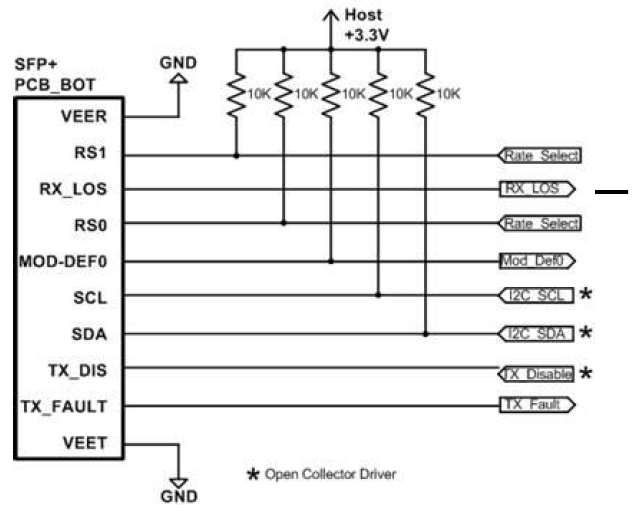 Host
+3.3V
SFP+
PCB_BOT
GND
10K 10K 10K 10K 10K
VEER
RS1 Rate_Select
RX_LOS RX_LOS
RS0 Rate_Select
MOD-DEF0 Mod_Def0
SCL I2C_SCL *
SDA I2C_SDA *
TX_DIS TX_Disable *
TX_FAULT TX_Fault
VEET
* Open Collector Driver
GND